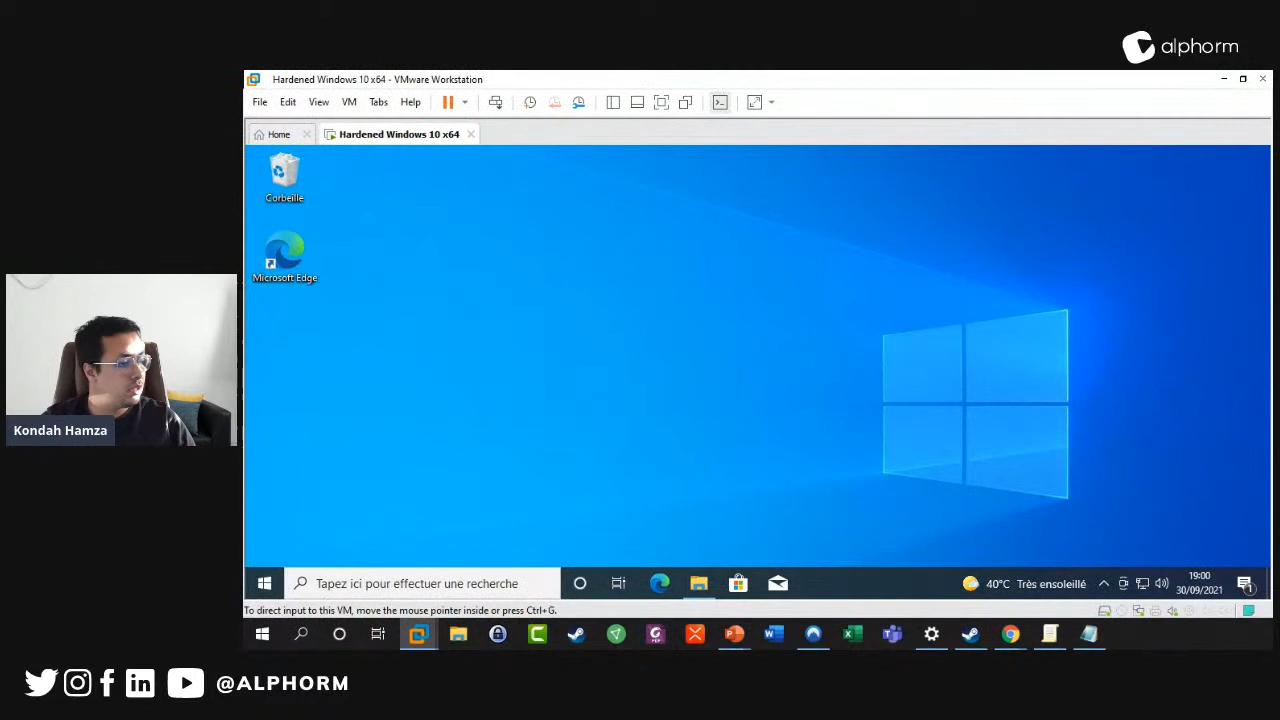 alphorm
Hardened Windows 10 x64 - VMware Workstation
File Edit View VM Tabs Help
Home Hardened Windows 10 x64
Corbeille
Microsoft Edge
Kondah Hamza
Tapez ici pour effectuer une recherche
40°C Très ensoleillé
19:00
30/09/2021
1
To direct input to this VM, move the mouse pointer inside or press Ctrl+G.
@ALPHORM